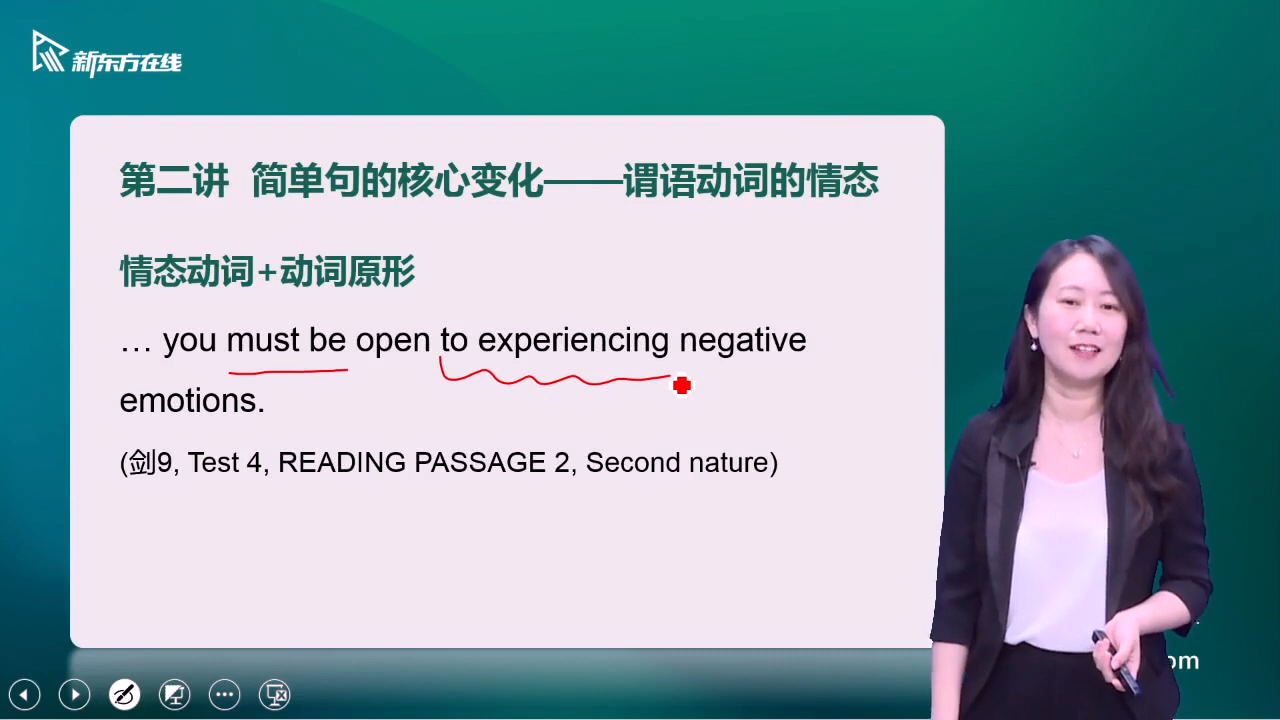 新东方在线
第二讲 简单句的核心变化——谓语动词的情态
情态动词+动词原形
… you must be open to experiencing negative
emotions.
(剑9, Test 4, READING PASSAGE 2, Second nature)
om